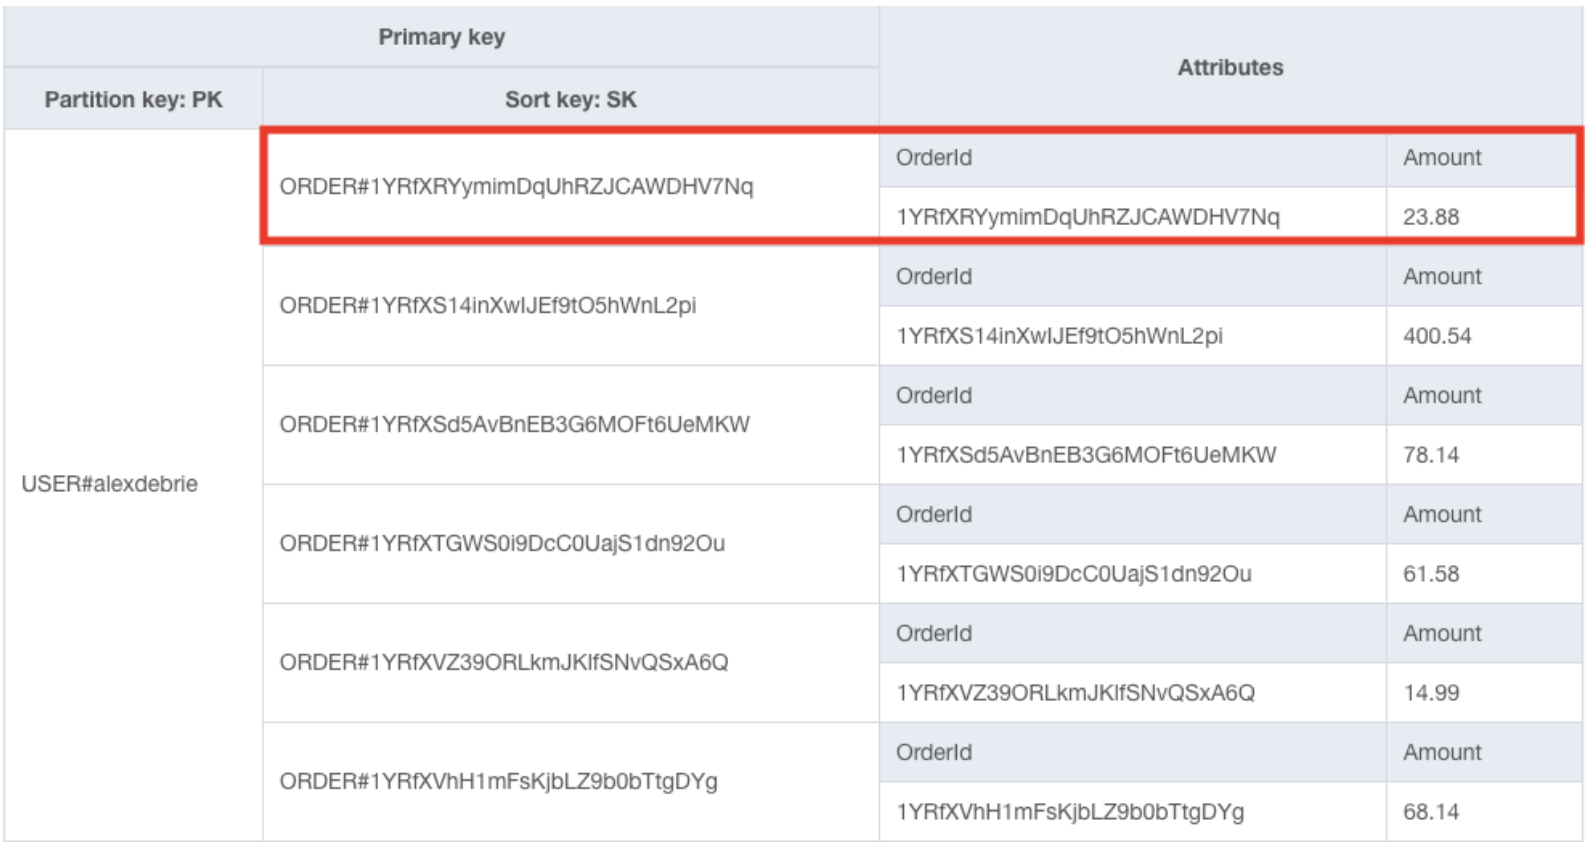 Primary key
Attributes
Partition key: PK
Sort key: SK
USER#alexdebrie
ORDER#1YRfXRYymimDqUhRZJCAWDHV7Nq
OrderId
Amount
1YRfXRYymimDqUhRZJCAWDHV7Nq
23.88
ORDER#1YRfXS14inXwIJEf9tO5hWnL2pi
OrderId
Amount
1YRfXS14inXwIJEf9tO5hWnL2pi
400.54
ORDER#1YRfXSd5AvBnEB3G6MOFt6UeMKW
OrderId
Amount
1YRfXSd5AvBnEB3G6MOFt6UeMKW
78.14
ORDER#1YRfXTGWS0i9DcC0UajS1dn92Ou
OrderId
Amount
1YRfXTGWS0i9DcC0UajS1dn92Ou
61.58
ORDER#1YRfXVZ39ORLkmJKIfSNvQSxA6Q
OrderId
Amount
1YRfXVZ39ORLkmJKIfSNvQSxA6Q
14.99
ORDER#1YRfXVhH1mFsKjbLZ9b0bTtgDYg
OrderId
Amount
1YRfXVhH1mFsKjbLZ9b0bTtgDYg
68.14